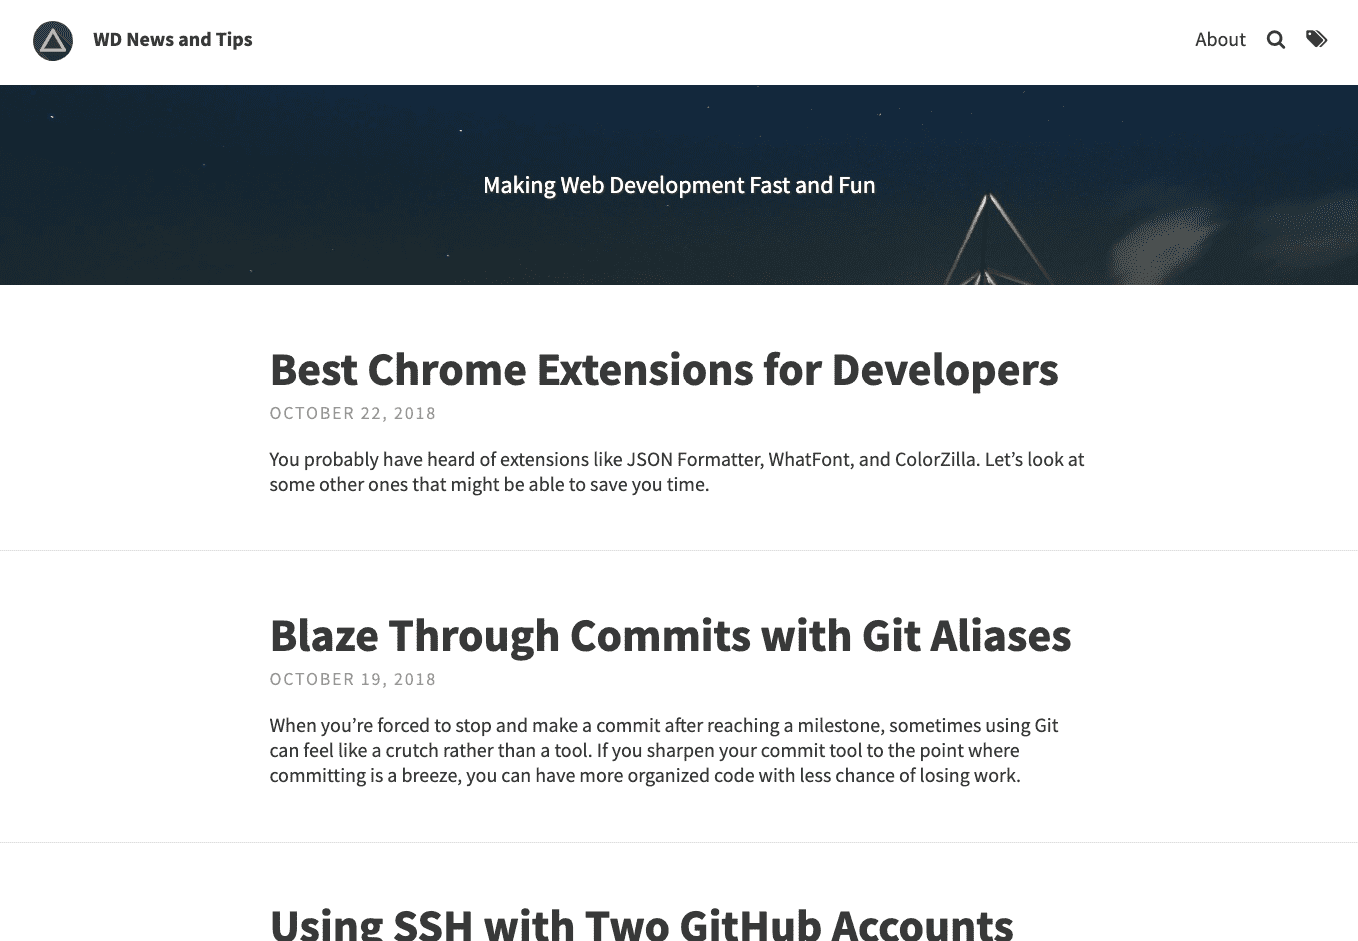 WD News and Tips
About
Making Web Development Fast and Fun
Best Chrome Extensions for Developers
OCTOBER 22, 2018
You probably have heard of extensions like JSON Formatter, WhatFont, and ColorZilla. Let’s look at
some other ones that might be able to save you time.
Blaze Through Commits with Git Aliases
OCTOBER 19, 2018
When you’re forced to stop and make a commit after reaching a milestone, sometimes using Git
can feel like a crutch rather than a tool. If you sharpen your commit tool to the point where
committing is a breeze, you can have more organized code with less chance of losing work.
Using SSH with Two GitHub Accounts